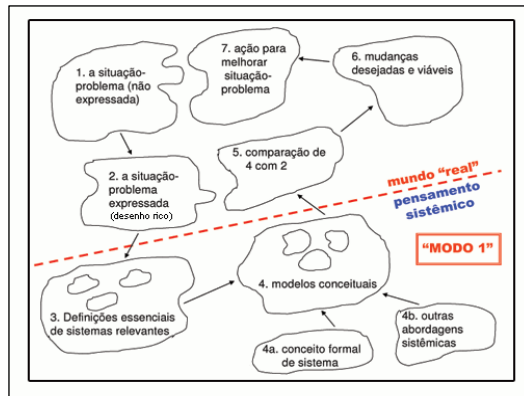 1. a situação-
problema (não
expressada)
7. ação para
melhorar
situação-
problema
6. mudanças
desejadas e viáveis
2. a situação-
problema
expressada
(desenho rico)
5. comparação de
4 com 2
mundo “real”
pensamento
sistêmico
“MODO 1”
3. Definições essenciais
de sistemas relevantes
4. modelos conceituais
4a. conceito formal
de sistema
4b. outras
abordagens
sistêmicas